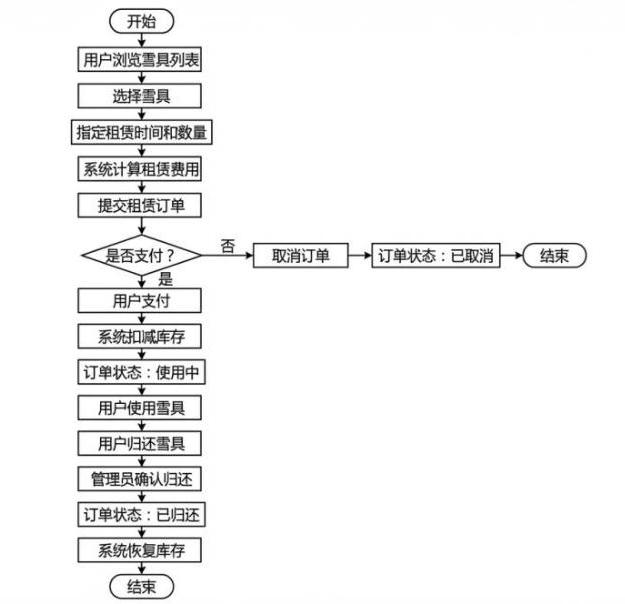 开始
用户浏览雪具列表
选择雪具
指定租赁时间和数量
系统计算租赁费用
提交租赁订单
是否支付？
否
取消订单
订单状态：已取消
结束
是
用户支付
系统扣减库存
订单状态：使用中
用户使用雪具
用户归还雪具
管理员确认归还
订单状态：已归还
系统恢复库存
结束